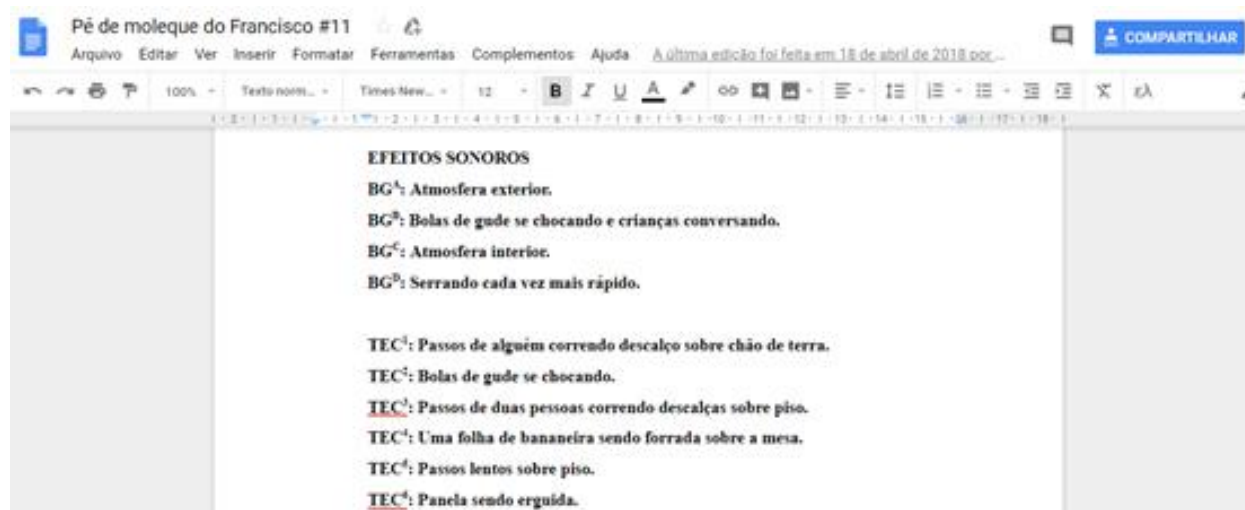 Pé de moleque do Francisco #11
Arquivo Editar Ver Inserir Formatar Ferramentas Complementos Ajuda A última edição foi feita em 18 de abril de 2018 por...
COMPARTILHAR
100% Texto norm... Times New... 12 B I U A
EFEITOS SONOROS
BGᴬ: Atmosfera exterior.
BGᴮ: Bolas de gude se chocando e crianças conversando.
BGᶜ: Atmosfera interior.
BGᴰ: Serrando cada vez mais rápido.
TEC¹: Passos de alguém correndo descalço sobre chão de terra.
TEC²: Bolas de gude se chocando.
TEC³: Passos de duas pessoas correndo descalças sobre piso.
TEC⁴: Uma folha de bananeira sendo forrada sobre a mesa.
TEC: Passos lentos sobre piso.
TEC: Panela sendo erguida.